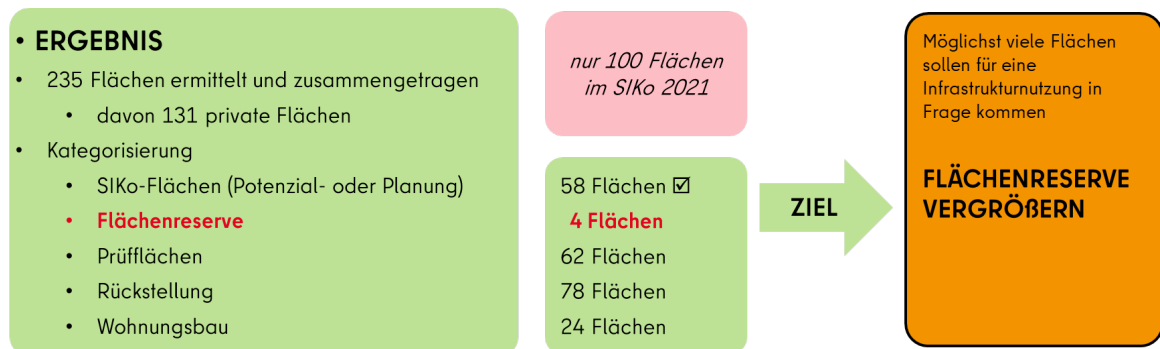 • ERGEBNIS
• 235 Flächen ermittelt und zusammengetragen
• davon 131 private Flächen
• Kategorisierung
• SIKo-Flächen (Potenzial- oder Planung)
• Flächenreserve
• Prüfflächen
• Rückstellung
• Wohnungsbau
nur 100 Flächen
im SIKo 2021
58 Flächen ☑
4 Flächen
62 Flächen
78 Flächen
24 Flächen
ZIEL
Möglichst viele Flächen
sollen für eine
Infrastrukturnutzung in
Frage kommen
FLÄCHENRESERVE
VERGRÖßERN